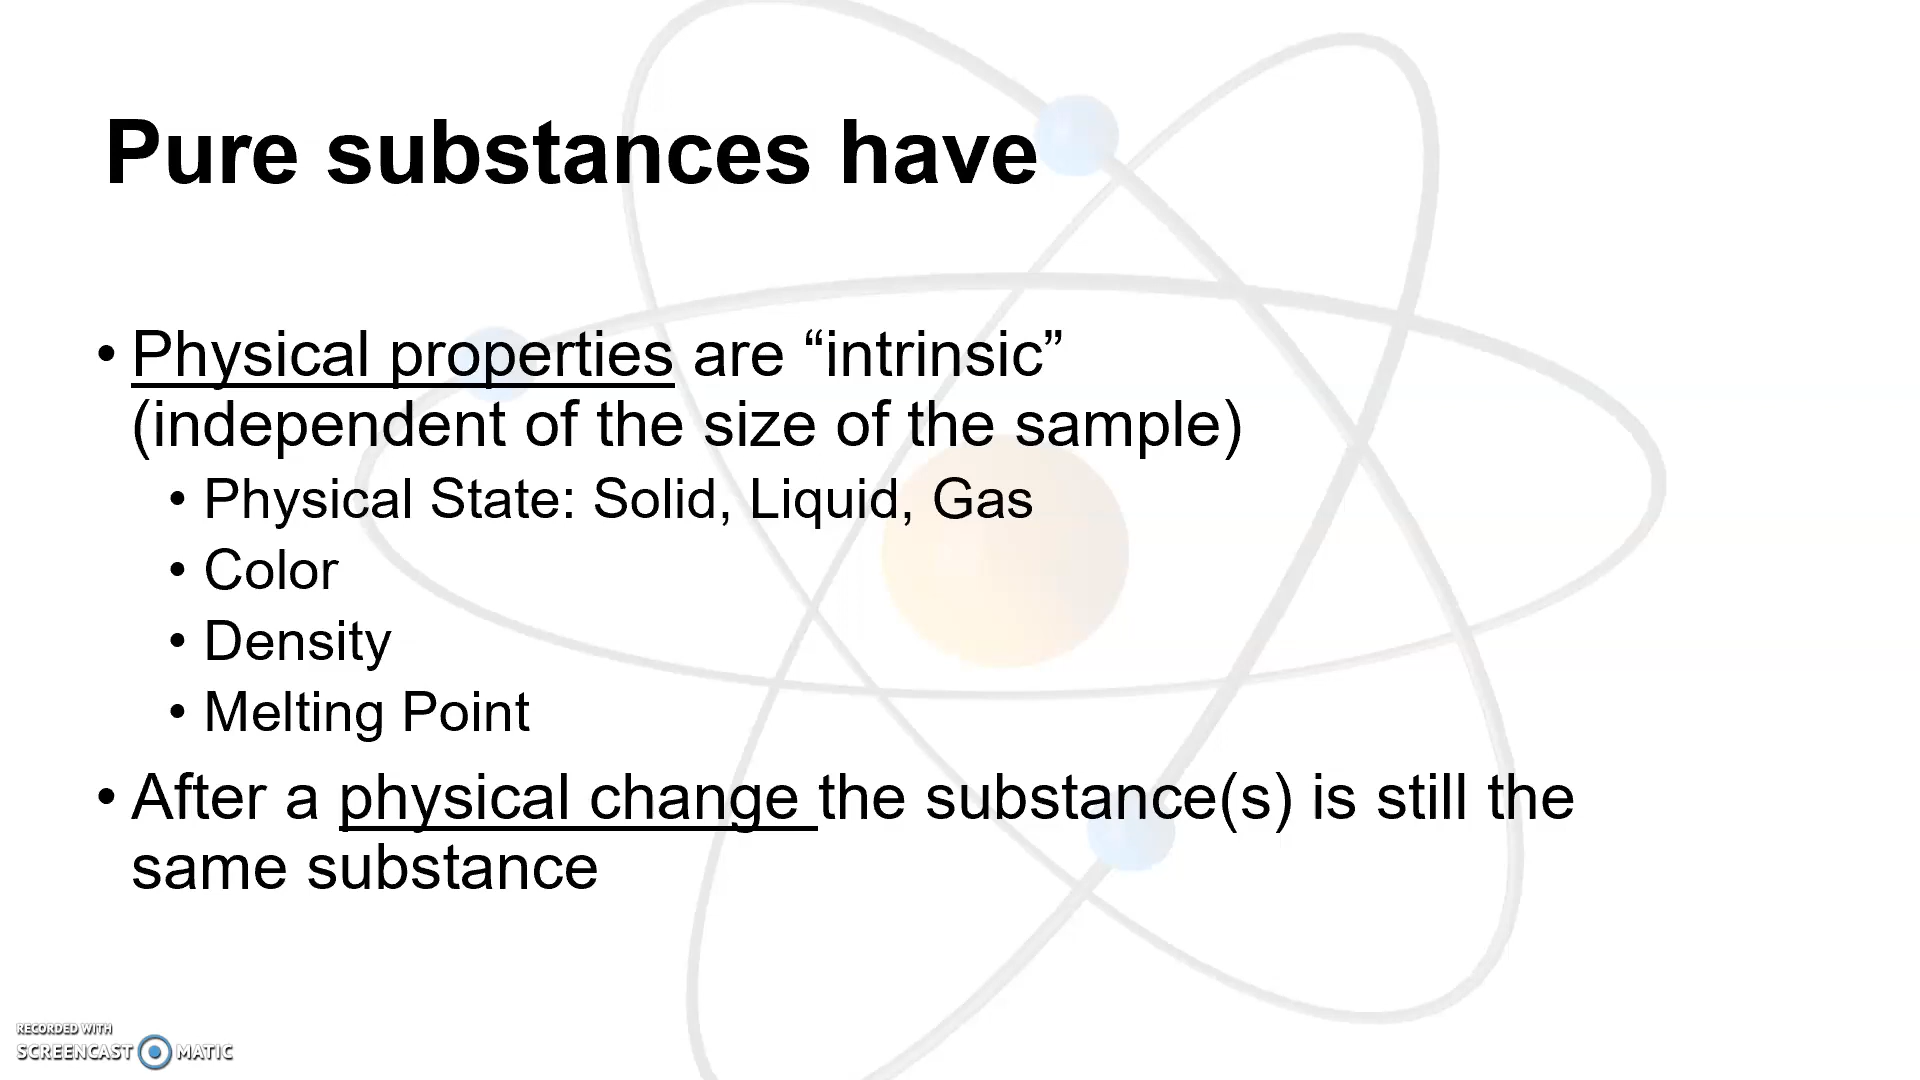 Pure substances have
• Physical properties are “intrinsic”
(independent of the size of the sample)
• Physical State: Solid, Liquid, Gas
• Color
• Density
• Melting Point
• After a physical change the substance(s) is still the
same substance
RECORDED WITH
SCREENCAST MATIC